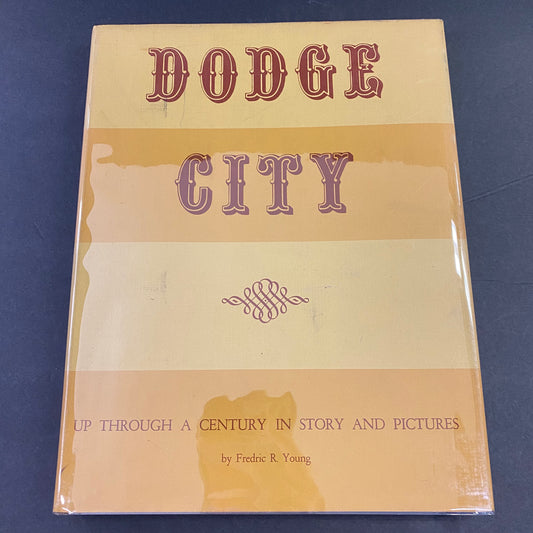 DODGE
CITY
UP THROUGH A CENTURY IN STORY AND PICTURES
by Fredric R. Young